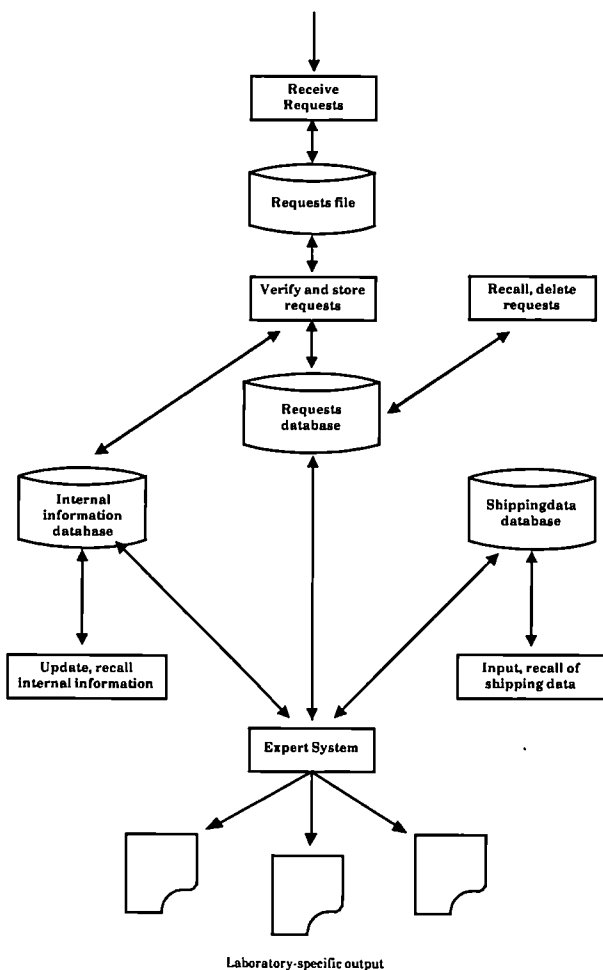 Receive
Requests
Requests file
Verify and store
requests
Recall, delete
requests
Requests
database
Internal
information
database
Shippingdata
database
Update, recall
internal information
Input, recall of
shipping data
Expert System
Laboratory-specific output